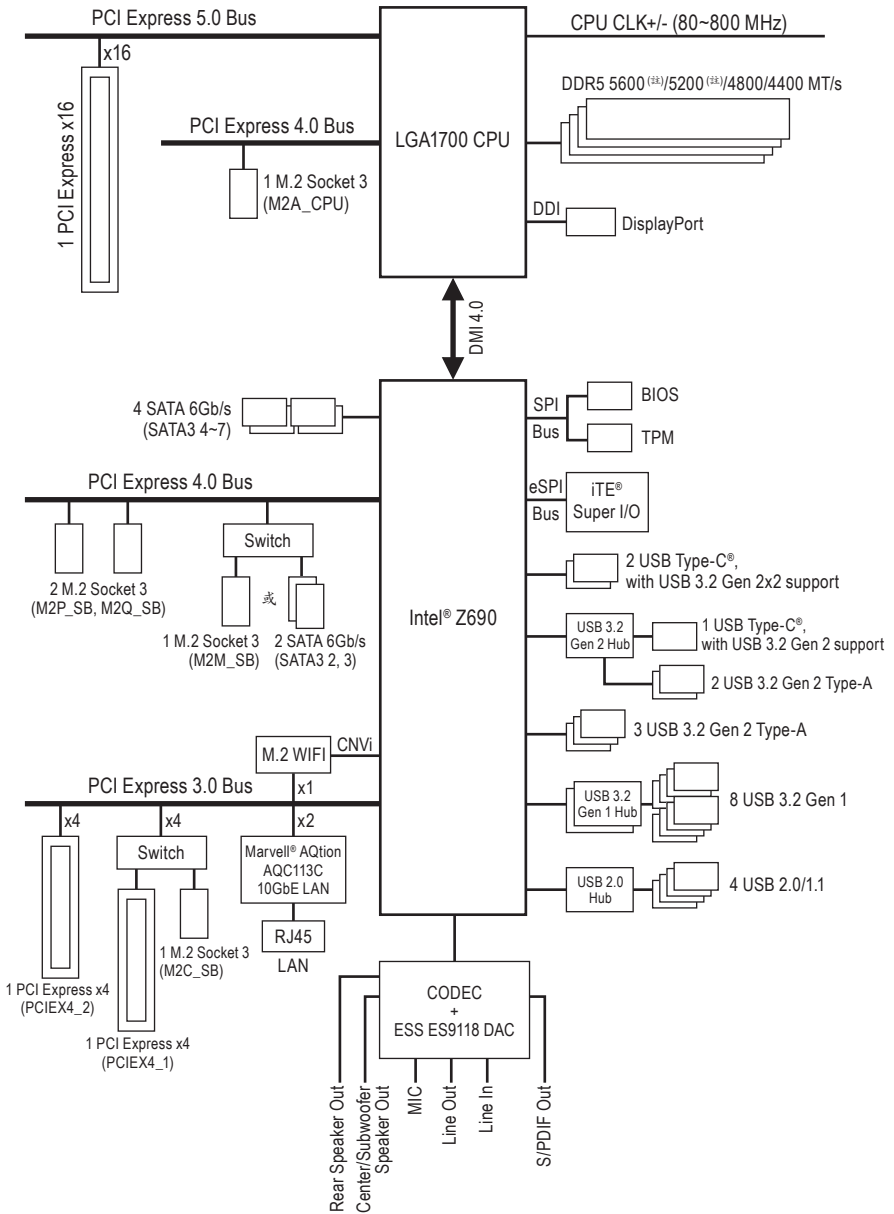 PCI Express 5.0 Bus
CPU CLK+/- (80~800 MHz)
x16
DDR5 5600 (註)/5200 (註)/4800/4400 MT/s
1 PCI Express x16
PCI Express 4.0 Bus
LGA1700 CPU
1 M.2 Socket 3
(M2A_CPU)
DDI
DisplayPort
DMI 4.0
4 SATA 6Gb/s
(SATA3 4~7)
SPI
Bus
BIOS
TPM
PCI Express 4.0 Bus
eSPI
Bus
iTE®
Super I/O
Switch
2 M.2 Socket 3
(M2P_SB, M2Q_SB)
或
1 M.2 Socket 3
(M2M_SB)
2 SATA 6Gb/s
(SATA3 2, 3)
Intel® Z690
2 USB Type-C®,
with USB 3.2 Gen 2x2 support
USB 3.2
Gen 2 Hub
1 USB Type-C®,
with USB 3.2 Gen 2 support
2 USB 3.2 Gen 2 Type-A
3 USB 3.2 Gen 2 Type-A
M.2 WIFI
CNVi
x1
PCI Express 3.0 Bus
USB 3.2
Gen 1 Hub
8 USB 3.2 Gen 1
x4
x4
x2
Switch
Marvell® AQtion
AQC113C
10GbE LAN
USB 2.0
Hub
4 USB 2.0/1.1
RJ45
LAN
1 M.2 Socket 3
(M2C_SB)
1 PCI Express x4
(PCIEX4_2)
1 PCI Express x4
(PCIEX4_1)
CODEC
+
ESS ES9118 DAC
Rear Speaker Out
Center/Subwoofer
Speaker Out
MIC
Line Out
Line In
S/PDIF Out